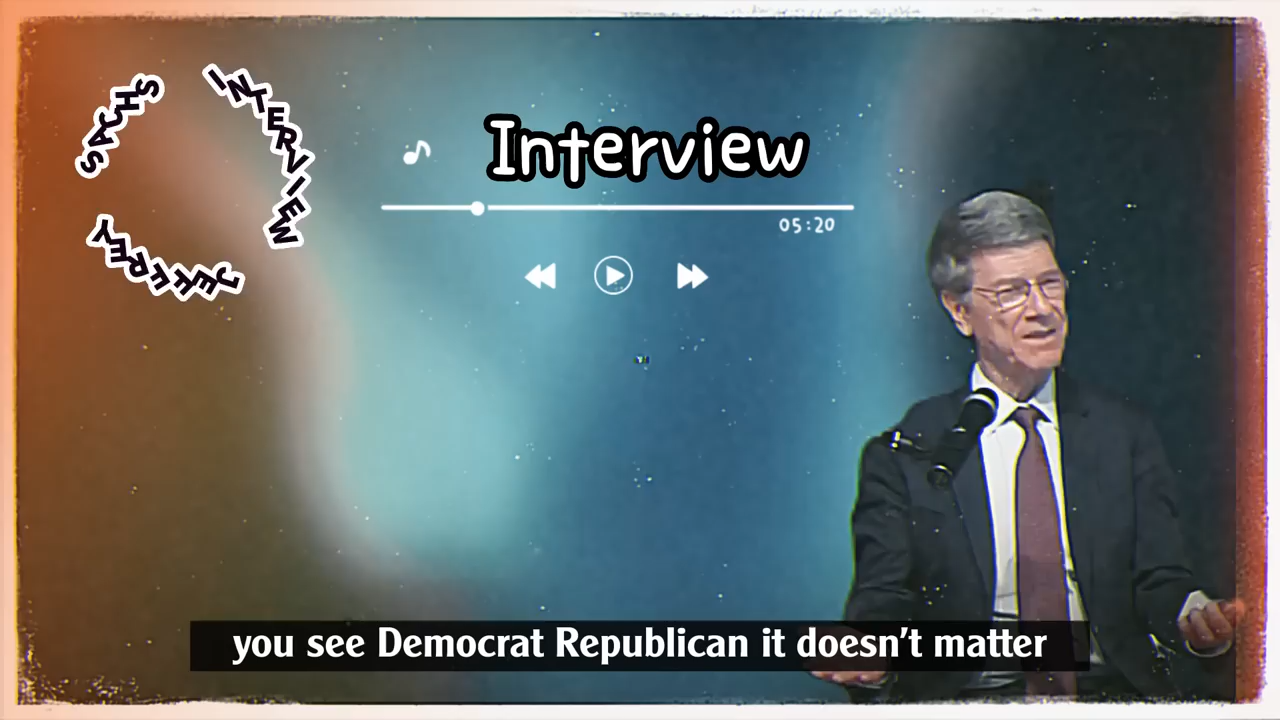 INTERVIEW JEFFREY SACHS
Interview
05:20
you see Democrat Republican it doesn't matter